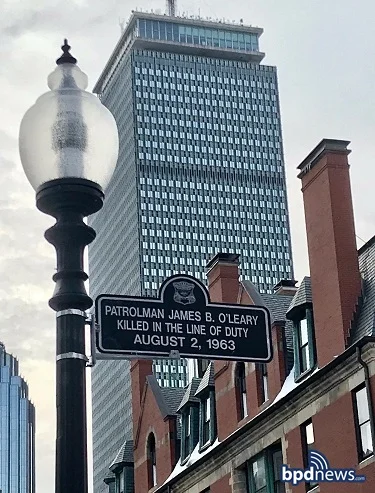 PATROLMAN JAMES B. O'LEARY
KILLED IN THE LINE OF DUTY
AUGUST 2, 1963
bpdnews.com